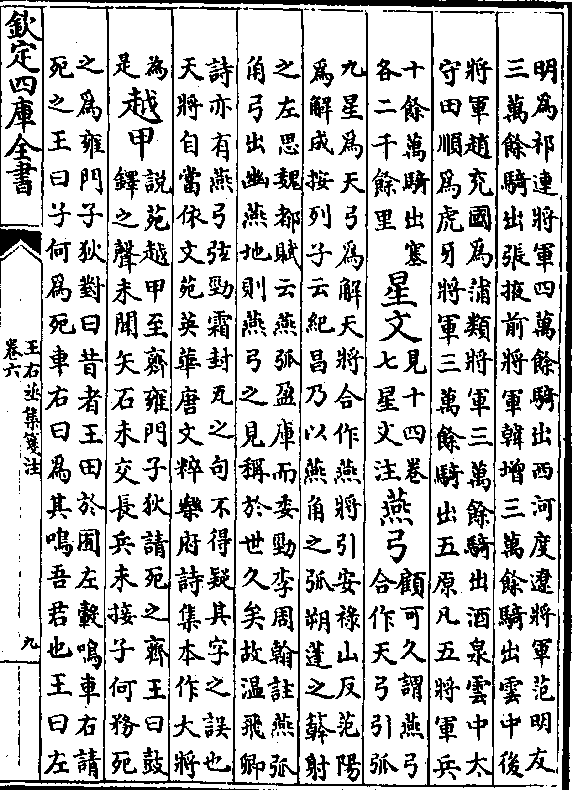 明為祁連將軍四萬餘騎出西河度遼將軍范明友
三萬餘騎出張掖前將軍韓增三萬餘騎出雲中後
將軍趙充國為蒲類將軍三萬餘騎出酒泉雲中太
守田順為虎牙將軍三萬餘騎出五原凡五將軍兵
十餘萬騎出塞
各二千餘里
星文
見十四卷
七星文注
燕弓
顧可久謂燕弓
合作天弓引弧
九星為天弓為解天將合作燕將引安祿山反范陽
為解成按列子云紀昌乃以燕角之弧朔蓬之簳射
之左思魏都賦云燕弧盈庫而委勁李周翰註燕弧
角弓出幽燕地則燕弓之見稱於世久矣故温飛卿
詩亦有燕弓弦勁霜封瓦之句不得疑其字之誤也
天將自當依文苑英華唐文粹樂府詩集本作大將
為
是
越甲
說苑越甲至齊雍門子狄請死之齊王曰鼓
鐸之聲未聞矢石未交長兵未接子何務死
之為雍門子狄對曰昔者王田於囿左轂鳴車右請
死之王曰子何為死車右曰為其鳴吾君也王曰左
欽定四庫全書
王右丞集箋注
卷六
九